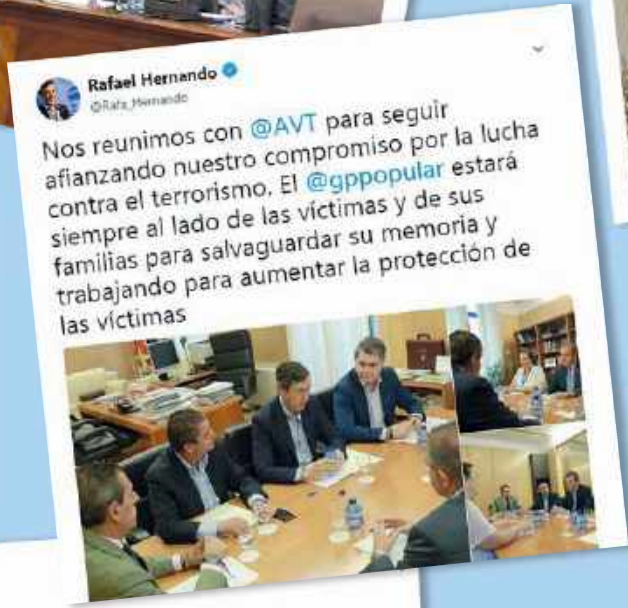 Rafael Hernando
@Rafa_Hernando
Nos reunimos con @AVT para seguir
afianzando nuestro compromiso por la lucha
contra el terrorismo. El @gppopular estará
siempre al lado de las víctimas y de sus
familias para salvaguardar su memoria y
trabajando para aumentar la protección de
las víctimas